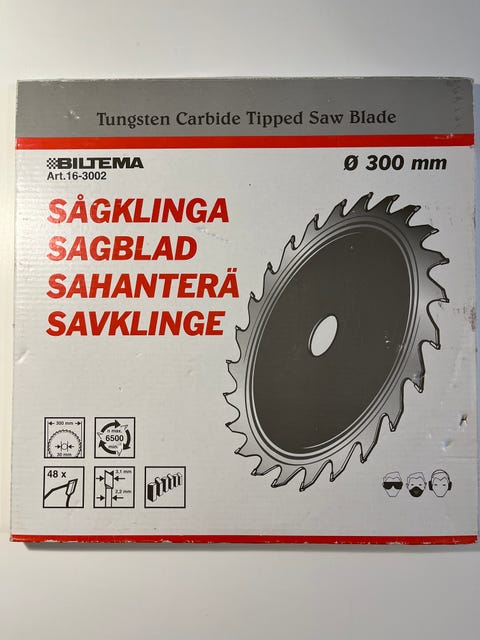 Tungsten Carbide Tipped Saw Blade
BILTEMA
Art.16-3002
Ø 300 mm
SÅGKLINGA
SAGBLAD
SAHANTERÄ
SAVKLINGE
300 mm
30 mm
n max.
6500
min.
48 x
3,1 mm
2,2 mm